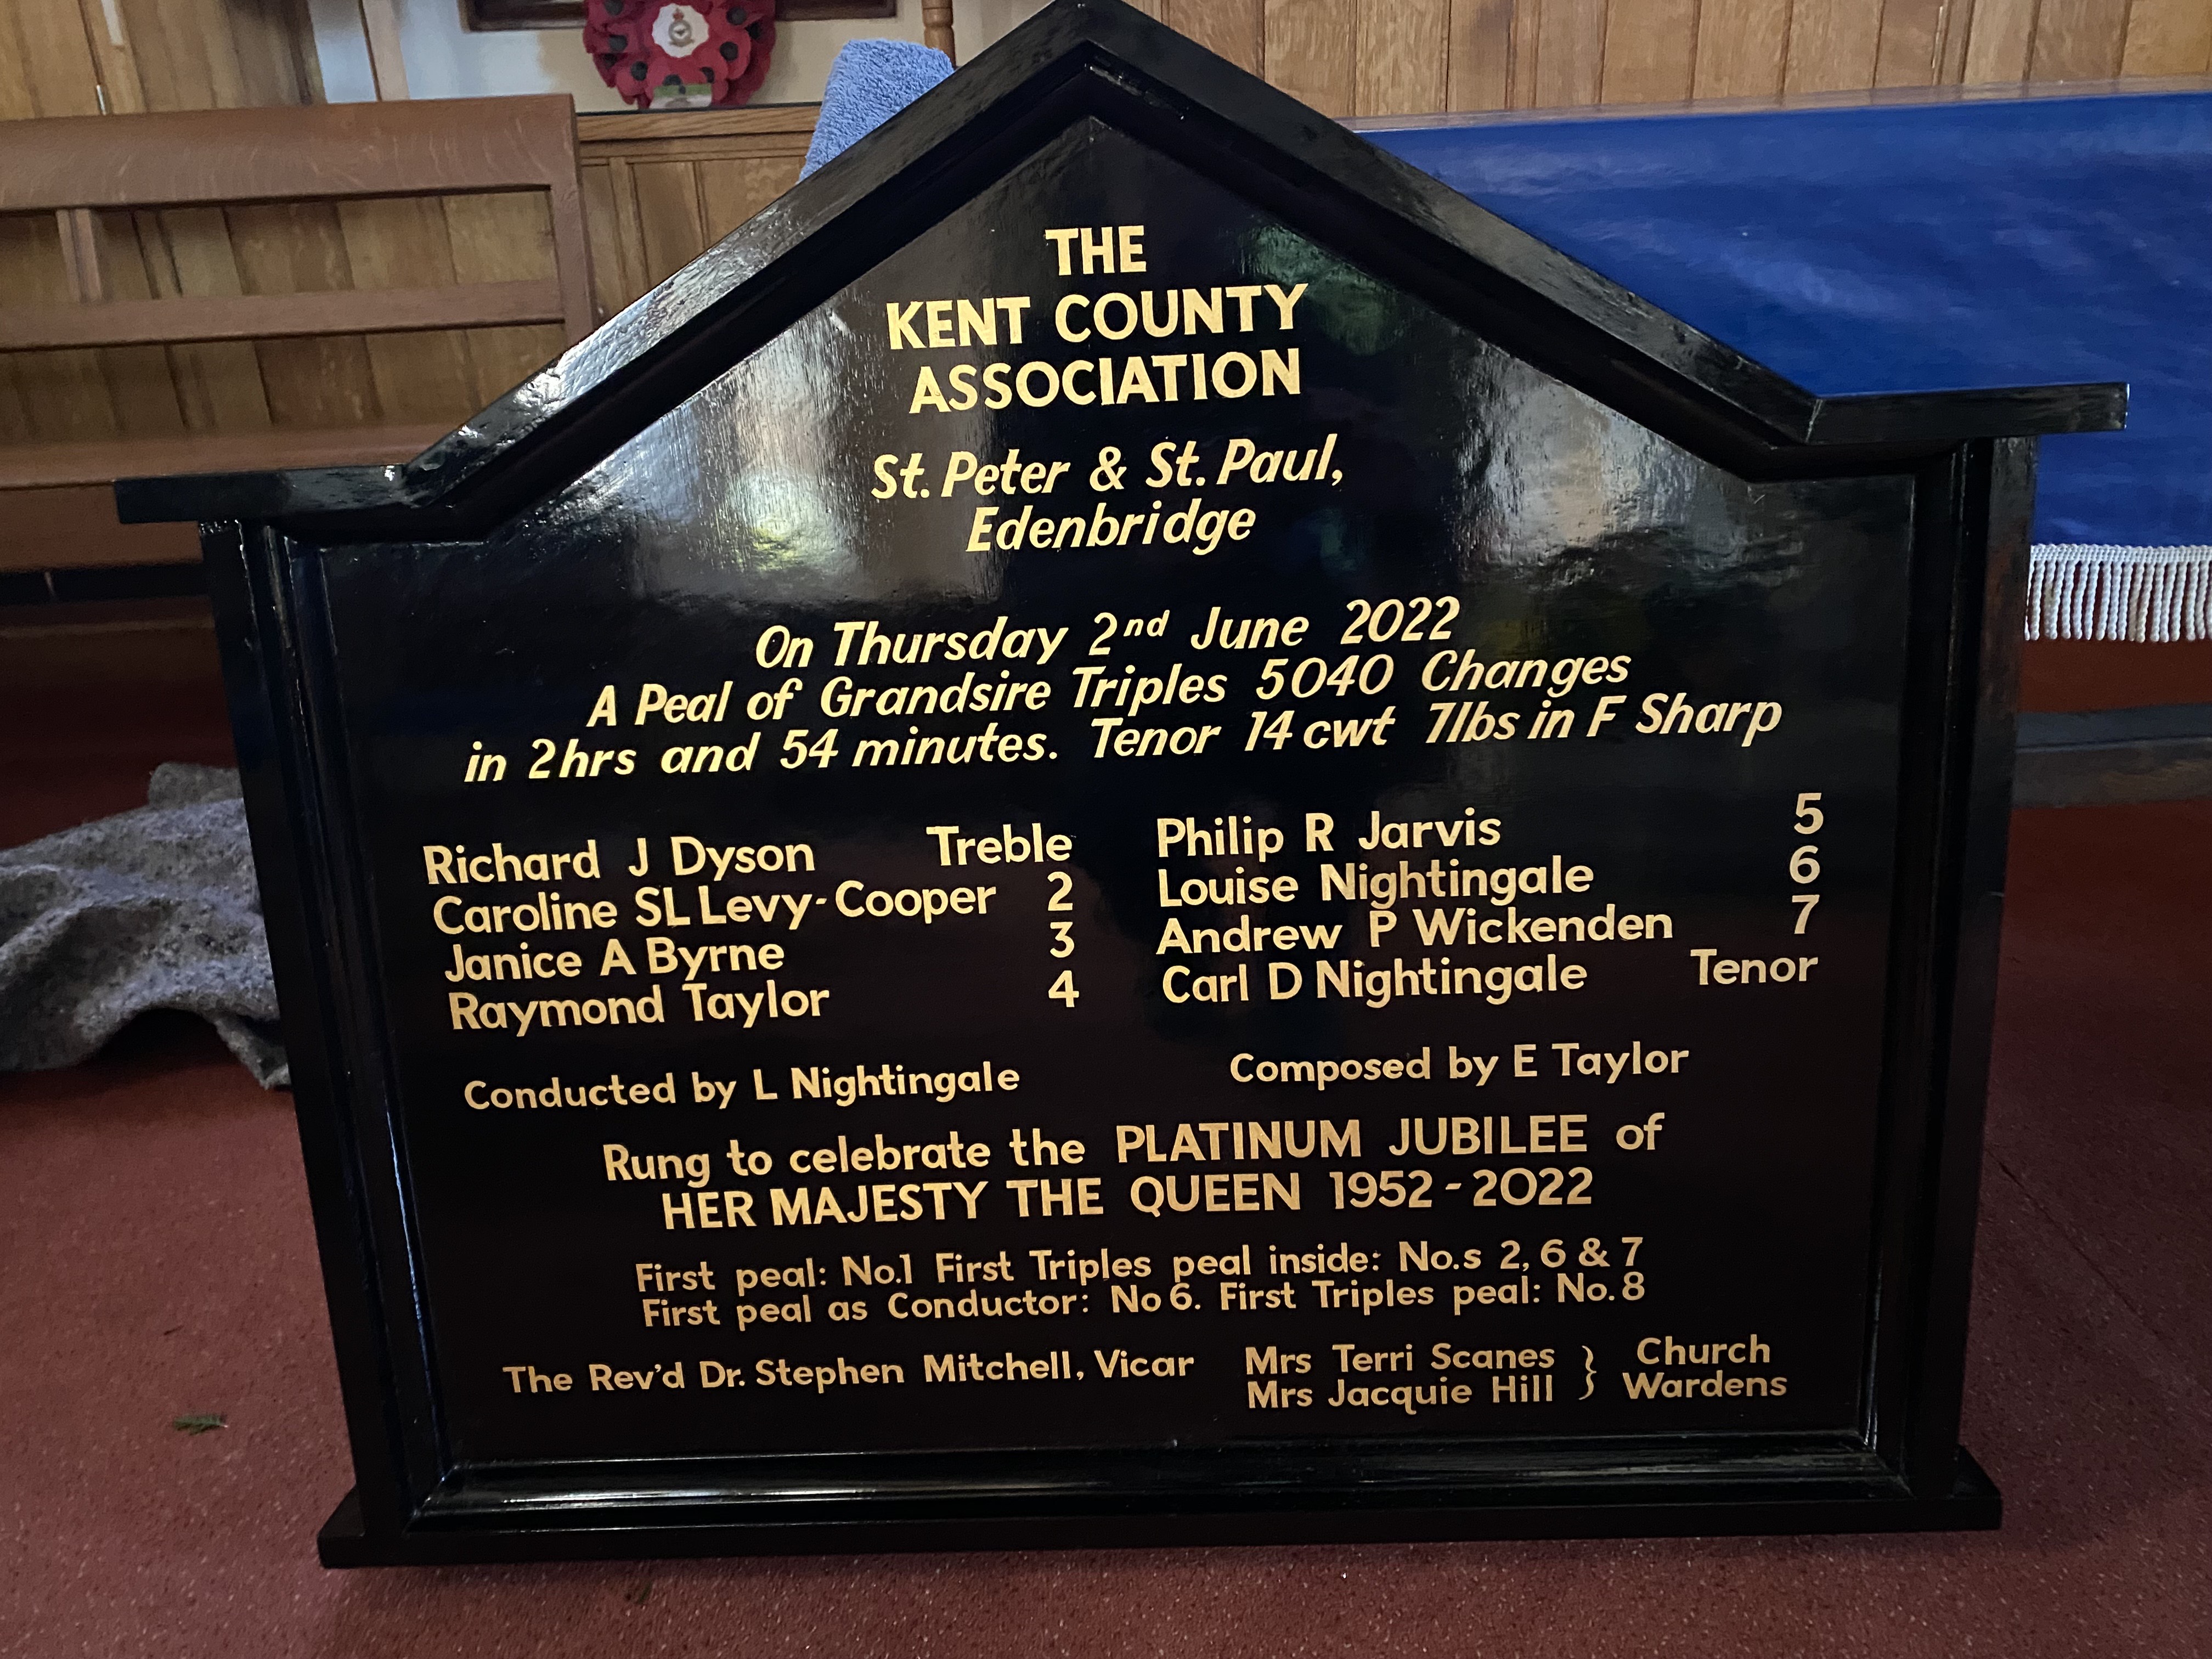 THE
KENT COUNTY
ASSOCIATION
St. Peter & St. Paul,
Edenbridge
On Thursday 2nd June 2022
A Peal of Grandsire Triples 5040 Changes
in 2hrs and 54 minutes. Tenor 14 cwt 7lbs in F Sharp
Richard J Dyson Treble
Caroline SL Levy-Cooper 2
Janice A Byrne 3
Raymond Taylor 4
Philip R Jarvis 5
Louise Nightingale 6
Andrew P Wickenden 7
Carl D Nightingale Tenor
Conducted by L Nightingale Composed by E Taylor
Rung to celebrate the PLATINUM JUBILEE of
HER MAJESTY THE QUEEN 1952-2022
First peal: No.1 First Triples peal inside: No.s 2, 6 & 7
First peal as Conductor: No 6. First Triples peal: No. 8
The Rev'd Dr. Stephen Mitchell, Vicar
Mrs Terri Scanes } Church
Mrs Jacquie Hill } Wardens